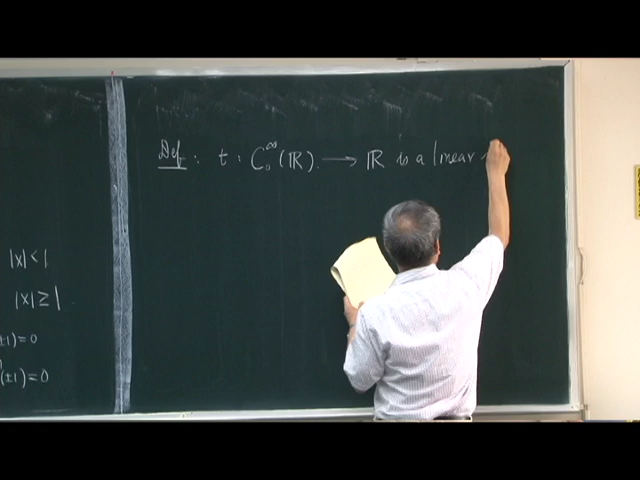 |x| < 1
|x| ≥ 1
±1) = 0
(±1) = 0
Def : t : C₀^∞(ℝ). ⟶ ℝ is a linear